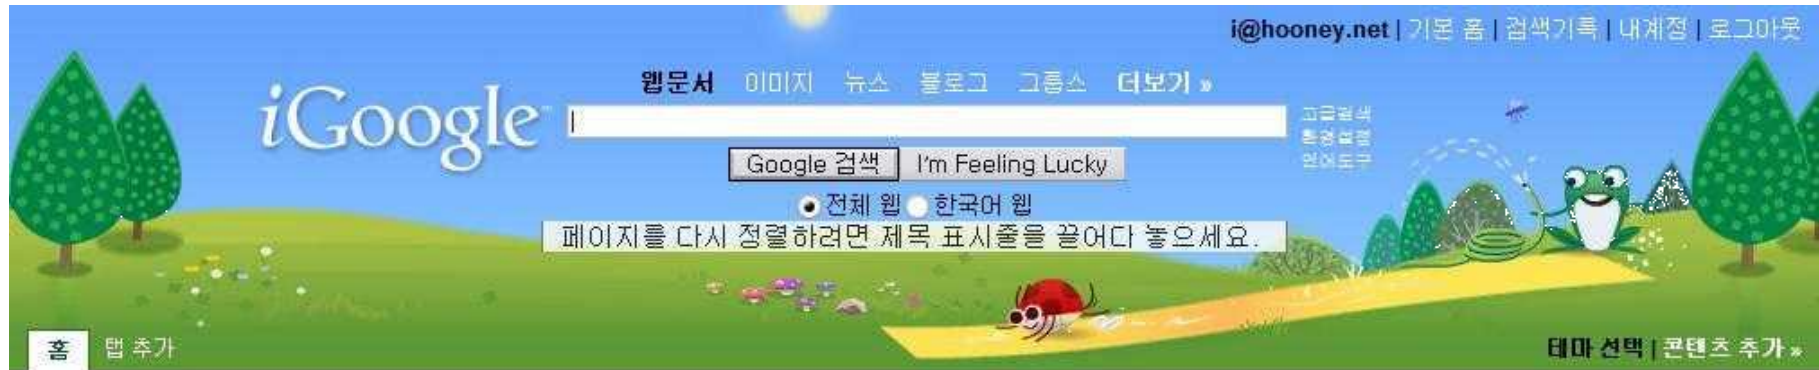 i@hooney.net | 기본 홈 | 검색기록 | 내계정 | 로그아웃
iGoogle™
웹문서 이미지 뉴스 블로그 그룹스 더보기 »
고급검색
환경설정
언어도구
Google 검색 I'm Feeling Lucky
전체 웹 한국어 웹
페이지를 다시 정렬하려면 제목 표시줄을 끌어다 놓으세요.
홈 탭 추가
테마 선택 | 콘텐츠 추가 »